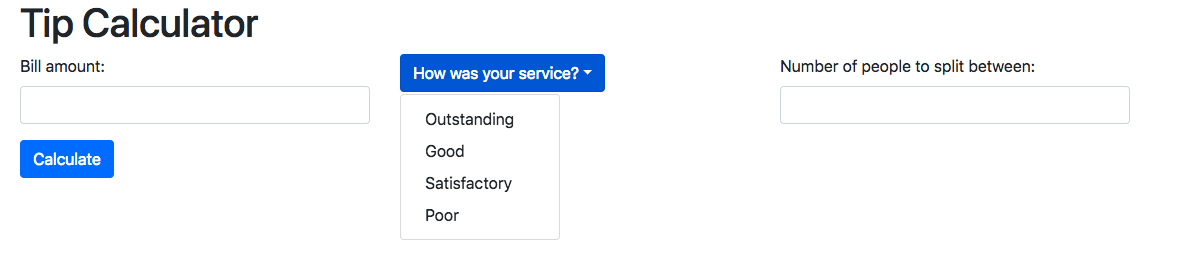 Tip Calculator
Bill amount:
How was your service?
Number of people to split between:
Outstanding
Good
Satisfactory
Poor
Calculate